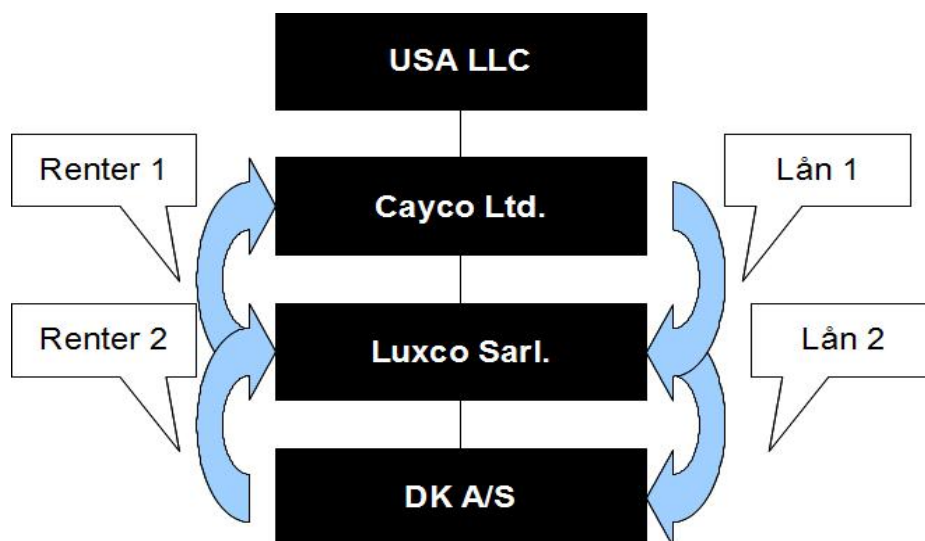 USA LLC
Renter 1
Cayco Ltd.
Lån 1
Renter 2
Luxco Sarl.
Lån 2
DK A/S